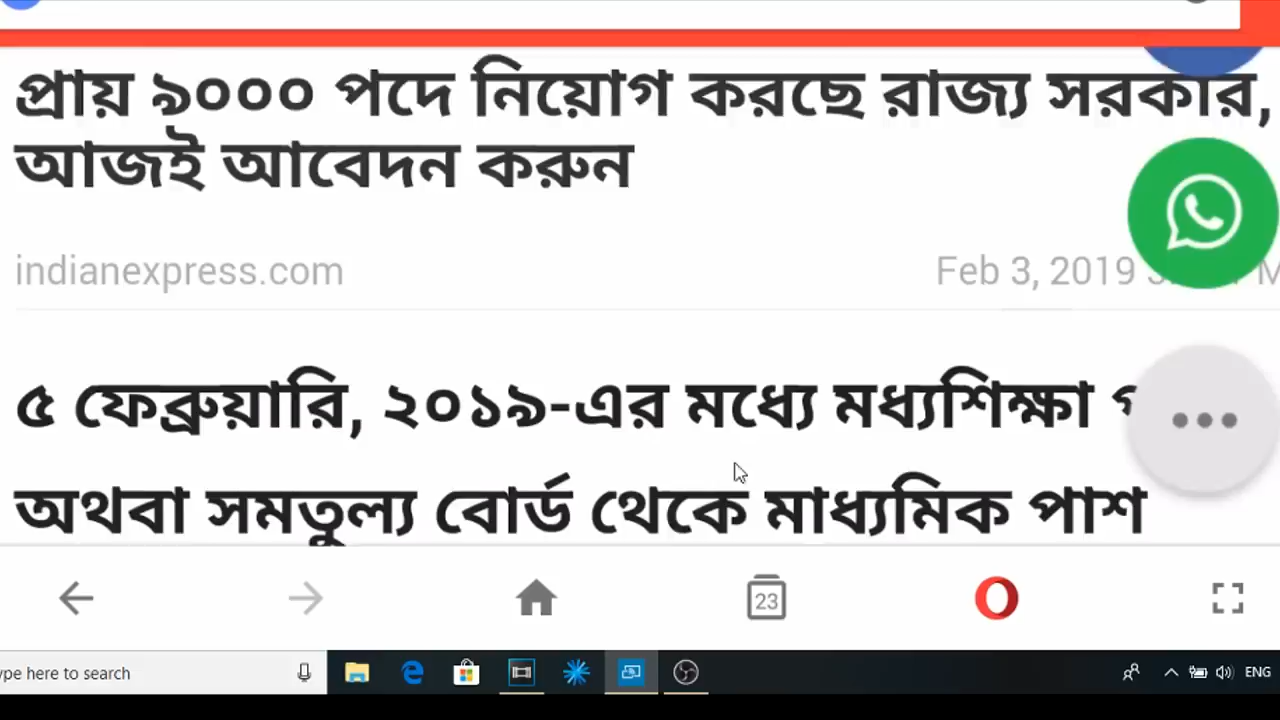 প্রায় ৯০০০ পদে নিয়োগ করছে রাজ্য সরকার,
আজই আবেদন করুন
indianexpress.com
Feb 3, 2019
৫ ফেব্রুয়ারি, ২০১৯-এর মধ্যে মধ্যশিক্ষা
অথবা সমতুল্য বোর্ড থেকে মাধ্যমিক পাশ
23
ype here to search
ENG